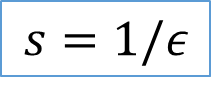 s = 1/ϵ